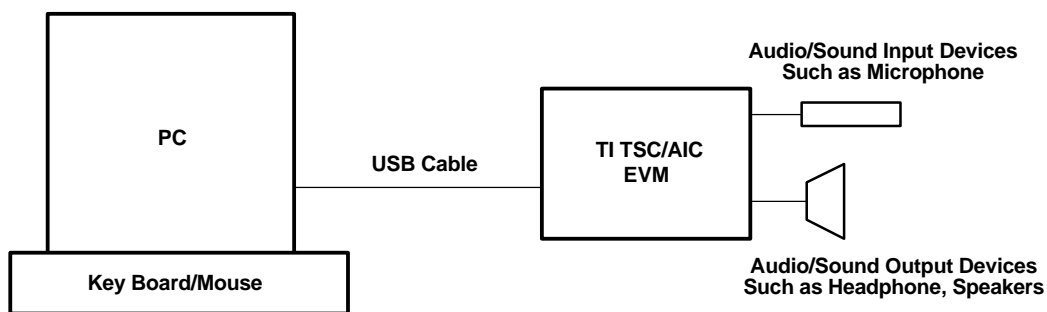 Audio/Sound Input Devices
Such as Microphone
PC
TI TSC/AIC
EVM
USB Cable
Audio/Sound Output Devices
Such as Headphone, Speakers
Key Board/Mouse